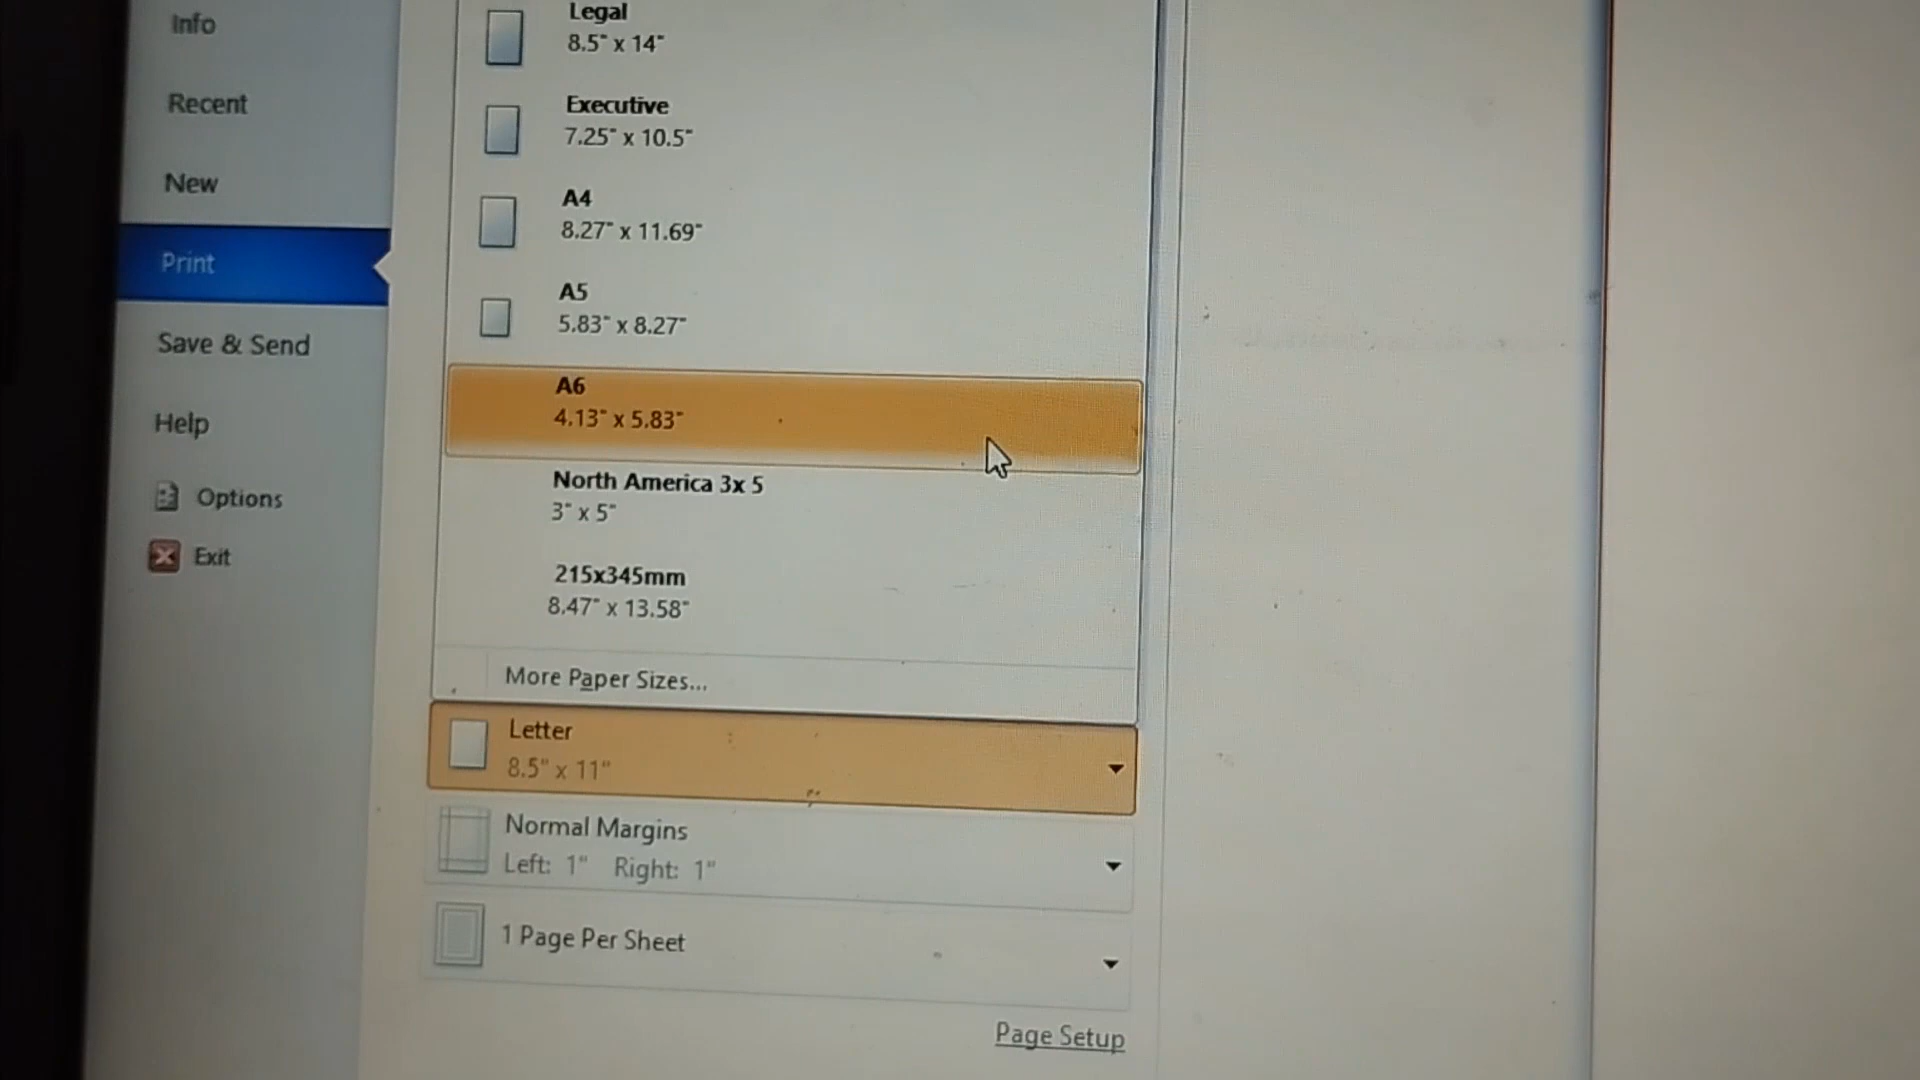 Info
Recent
New
Print
Save & Send
Help
Options
Exit
Legal
8.5" x 14"
Executive
7.25" x 10.5"
A4
8.27" x 11.69"
A5
5.83" x 8.27"
A6
4.13" x 5.83"
North America 3x 5
3" x 5"
215x345mm
8.47" x 13.58"
More Paper Sizes...
Letter
8.5" x 11"
Normal Margins
Left: 1" Right: 1"
1 Page Per Sheet
Page Setup